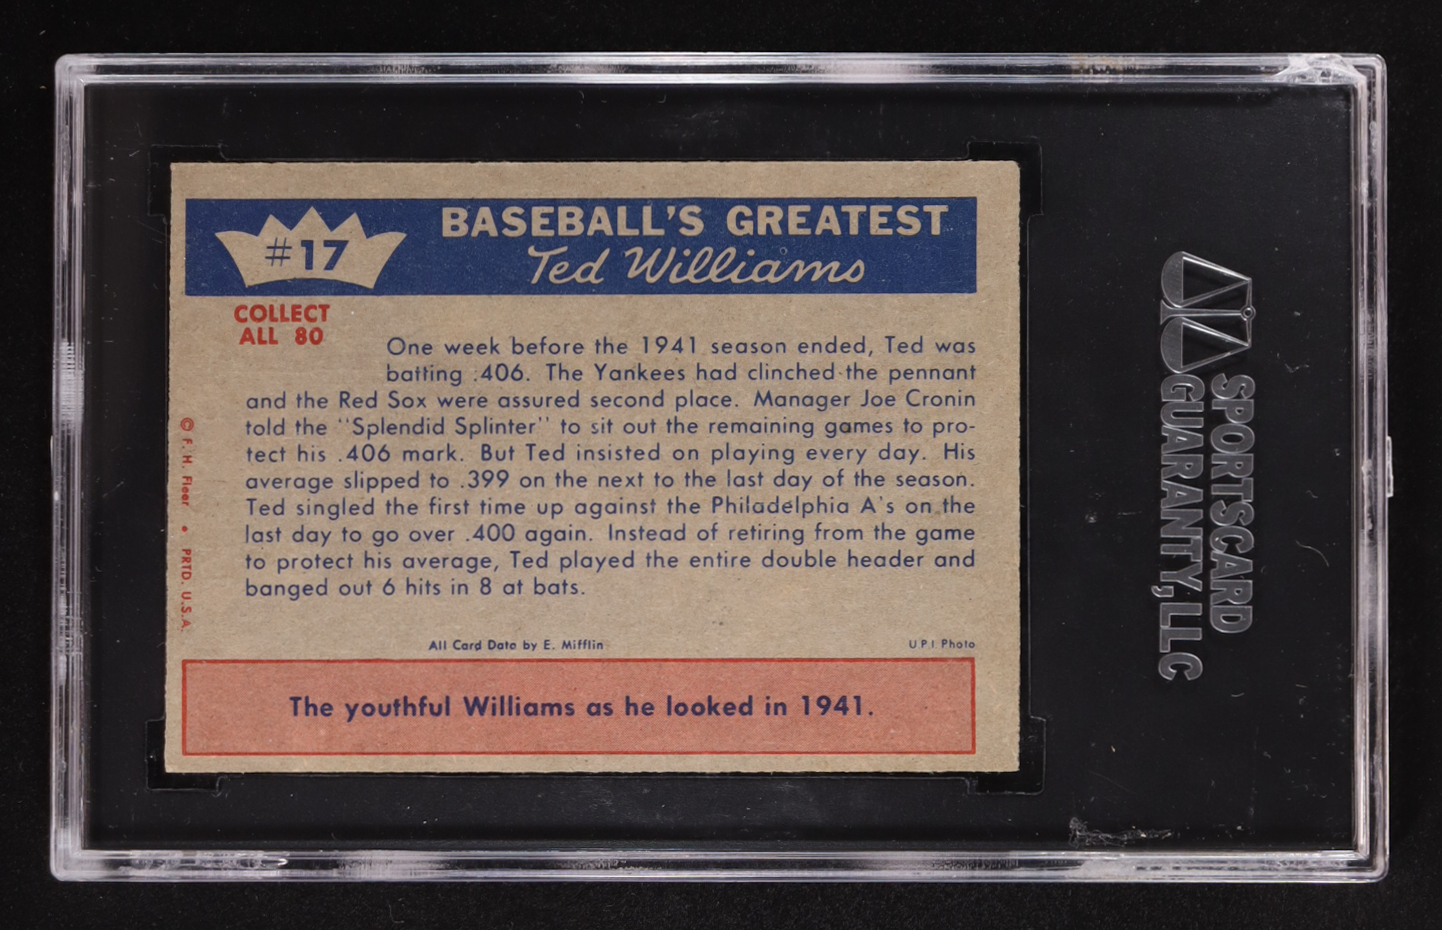 #17
BASEBALL'S GREATEST
Ted Williams
COLLECT
ALL 80
One week before the 1941 season ended, Ted was
batting .406. The Yankees had clinched the pennant
and the Red Sox were assured second place. Manager Joe Cronin
told the "Splendid Splinter" to sit out the remaining games to pro-
tect his .406 mark. But Ted insisted on playing every day. His
average slipped to .399 on the next to the last day of the season.
Ted singled the first time up against the Philadelphia A's on the
last day to go over .400 again. Instead of retiring from the game
to protect his average, Ted played the entire double header and
banged out 6 hits in 8 at bats.
© F. H. Fleer • PRTD. U.S.A.
All Card Data by E. Mifflin
UPI Photo
The youthful Williams as he looked in 1941.
SPORTSCARD
GUARANTY, LLC